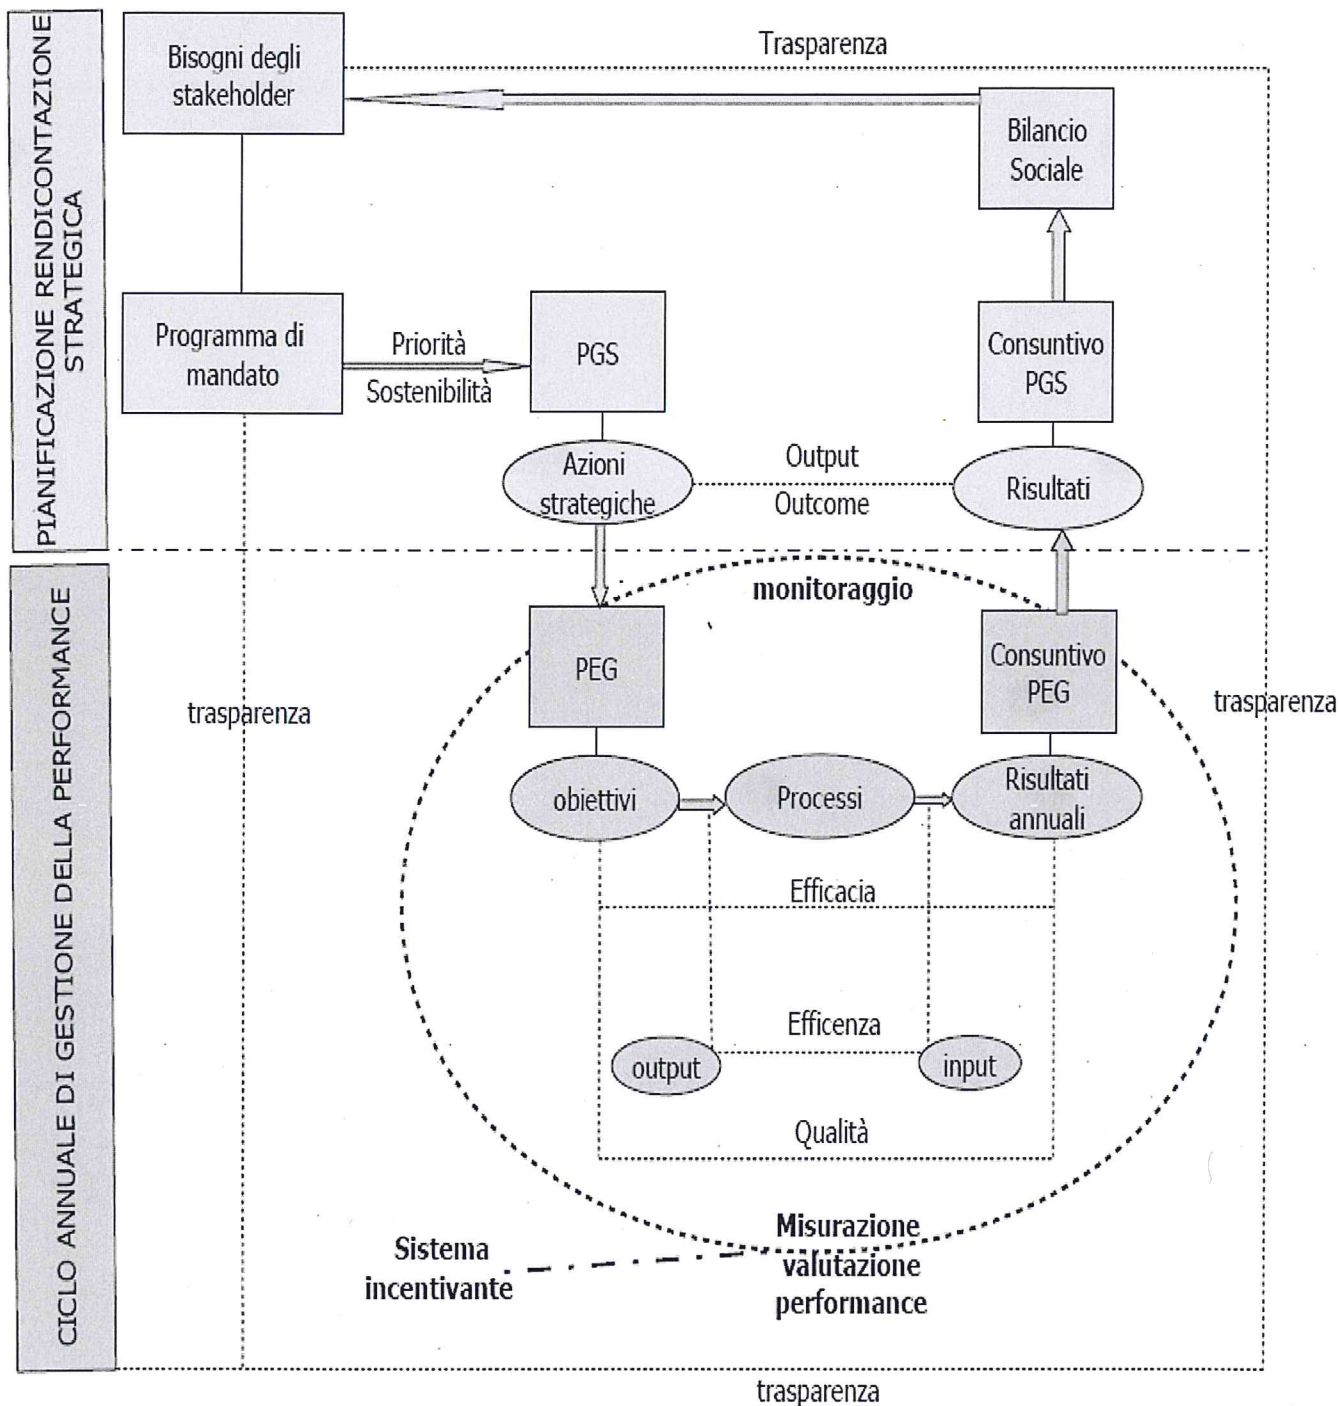 PIANIFICAZIONE RENDICONTAZIONE
STRATEGICA
Bisogni degli
stakeholder
Trasparenza
Bilancio
Sociale
Programma di
mandato
Priorità
Sostenibilità
PGS
Consuntivo
PGS
Azioni
strategiche
Output
Outcome
Risultati
CICLO ANNUALE DI GESTIONE DELLA PERFORMANCE
monitoraggio
PEG
Consuntivo
PEG
trasparenza
trasparenza
obiettivi
Processi
Risultati
annuali
Efficacia
Efficenza
output
input
Qualità
Sistema
incentivante
Misurazione
valutazione
performance
trasparenza